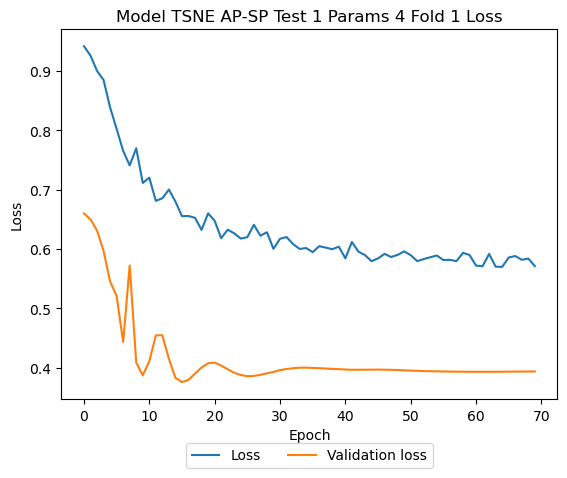 Model TSNE AP-SP Test 1 Params 4 Fold 1 Loss
Loss
0.9
0.8
0.7
0.6
0.5
0.4
0 10 20 30 40 50 60 70
Epoch
Loss Validation loss